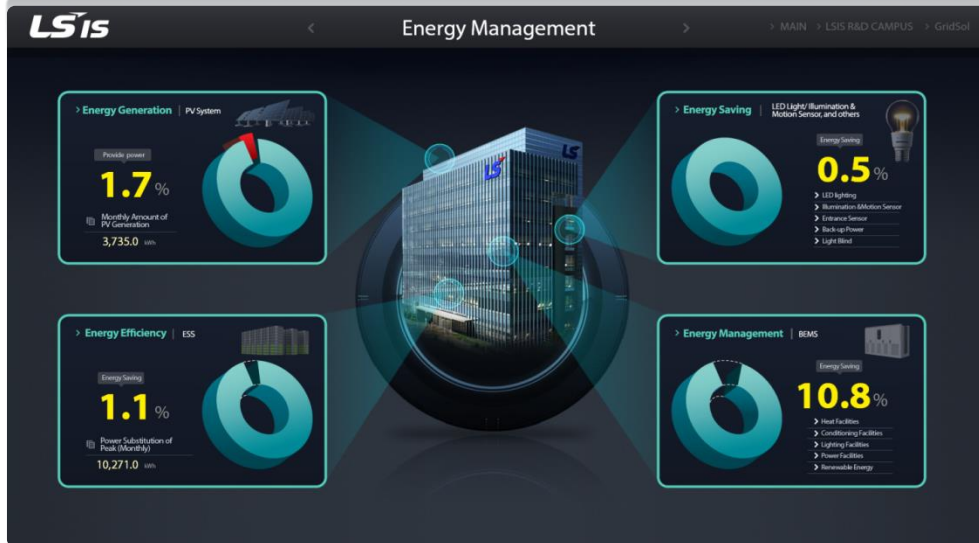 LSIS
< Energy Management >
> MAIN > LSIS R&D CAMPUS > GridSol
> Energy Generation | PV System
Provide power
1.7 %
Monthly Amount of
PV Generation
3,735.0 kWh
> Energy Saving | LED Light/ Illumination &
Motion Sensor, and others
Energy Saving
0.5 %
> LED lighting
> Illumination &Motion Sensor
> Entrance Sensor
> Back-up Power
> Light Blind
LS
LS
> Energy Efficiency | ESS
Energy Saving
1.1 %
Power Substitution of
Peak (Monthly)
10,271.0 kWh
> Energy Management | BEMS
Energy Saving
10.8%
> Heat Facilities
> Conditioning Facilities
> Lighting Facilities
> Power Facilities
> Renewable Energy